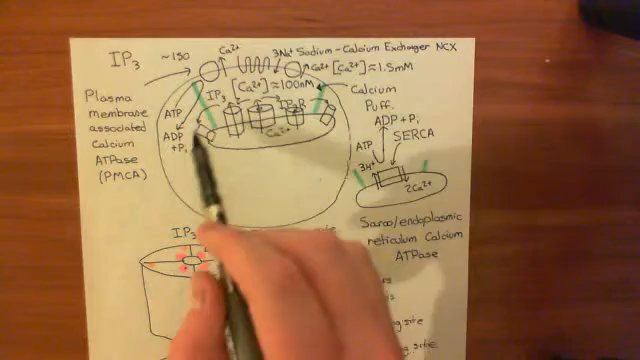 IP3
~150
Ca2+
3Na+ Sodium-Calcium Exchanger NCX
Ca2+ [Ca2+]≈1.5mM
IP3 [Ca2+]≈100nM
IP3R
Ca2+
Calcium
Puff.
Plasma
membrane
associated
Calcium
ATPase
(PMCA)
ATP
ADP
+Pi
ADP+Pi
SERCA
ATP
3H+
2Ca2+
Sarco/endoplasmic
reticulum Calcium
ATPase
IP3